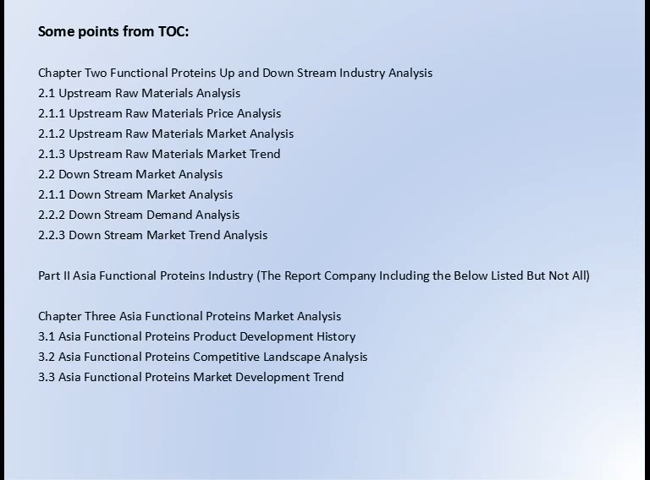 Some points from TOC:
Chapter Two Functional Proteins Up and Down Stream Industry Analysis
2.1 Upstream Raw Materials Analysis
2.1.1 Upstream Raw Materials Price Analysis
2.1.2 Upstream Raw Materials Market Analysis
2.1.3 Upstream Raw Materials Market Trend
2.2 Down Stream Market Analysis
2.1.1 Down Stream Market Analysis
2.2.2 Down Stream Demand Analysis
2.2.3 Down Stream Market Trend Analysis
Part II Asia Functional Proteins Industry (The Report Company Including the Below Listed But Not All)
Chapter Three Asia Functional Proteins Market Analysis
3.1 Asia Functional Proteins Product Development History
3.2 Asia Functional Proteins Competitive Landscape Analysis
3.3 Asia Functional Proteins Market Development Trend